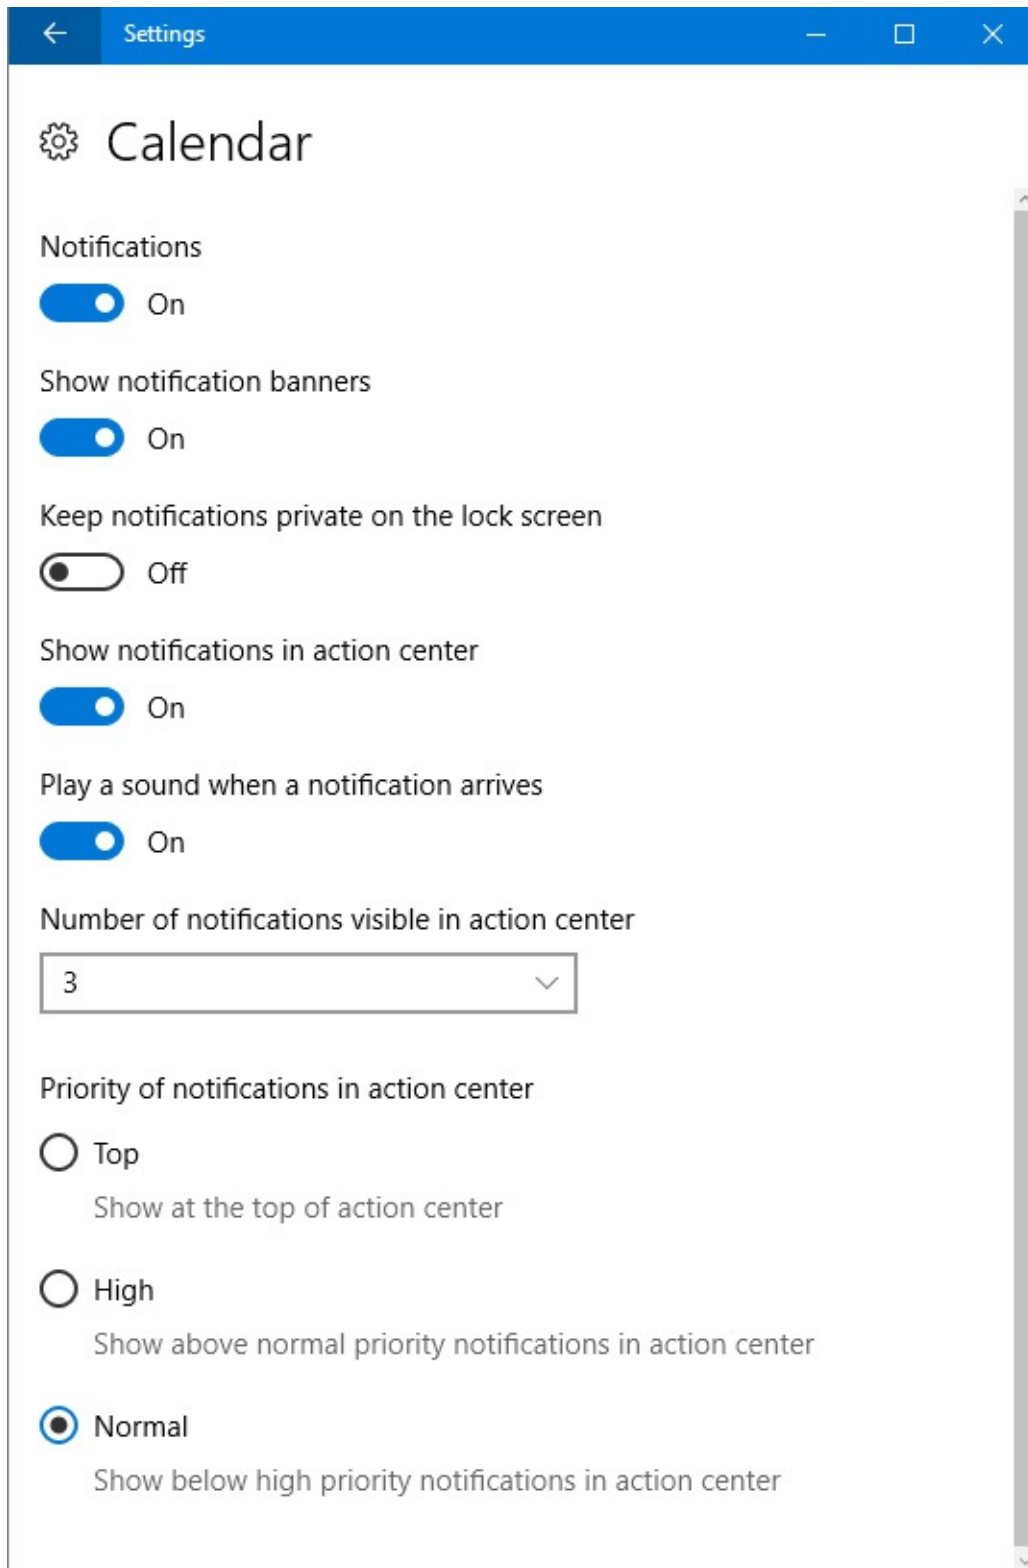 Settings
Calendar
Notifications
On
Show notification banners
On
Keep notifications private on the lock screen
Off
Show notifications in action center
On
Play a sound when a notification arrives
On
Number of notifications visible in action center
3
Priority of notifications in action center
Top
Show at the top of action center
High
Show above normal priority notifications in action center
Normal
Show below high priority notifications in action center